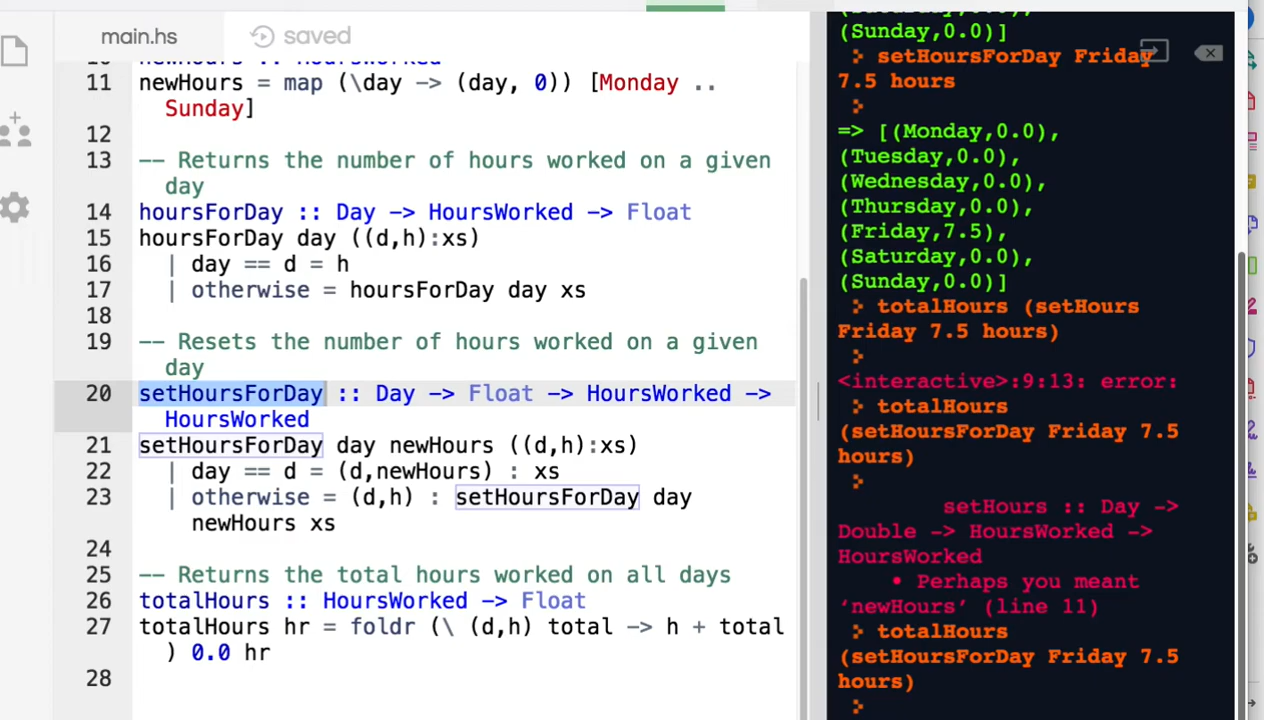 main.hs
saved
10 newHours :: HoursWorked
11 newHours = map (\day -> (day, 0)) [Monday ..
Sunday]
12
13 -- Returns the number of hours worked on a given
day
14 hoursForDay :: Day -> HoursWorked -> Float
15 hoursForDay day ((d,h):xs)
16 | day == d = h
17 | otherwise = hoursForDay day xs
18
19 -- Resets the number of hours worked on a given
day
20 setHoursForDay :: Day -> Float -> HoursWorked ->
HoursWorked
21 setHoursForDay day newHours ((d,h):xs)
22 | day == d = (d,newHours) : xs
23 | otherwise = (d,h) : setHoursForDay day
newHours xs
24
25 -- Returns the total hours worked on all days
26 totalHours :: HoursWorked -> Float
27 totalHours hr = foldr (\ (d,h) total -> h + total
) 0.0 hr
28
(Saturday,0.0),
(Sunday,0.0)]
> setHoursForDay Friday
7.5 hours
>
=> [(Monday,0.0),
(Tuesday,0.0),
(Wednesday,0.0),
(Thursday,0.0),
(Friday,7.5),
(Saturday,0.0),
(Sunday,0.0)]
> totalHours (setHours
Friday 7.5 hours)
>
<interactive>:9:13: error:
> totalHours
(setHoursForDay Friday 7.5
hours)
>
setHours :: Day ->
Double -> HoursWorked ->
HoursWorked
• Perhaps you meant
‘newHours’ (line 11)
> totalHours
(setHoursForDay Friday 7.5
hours)
>